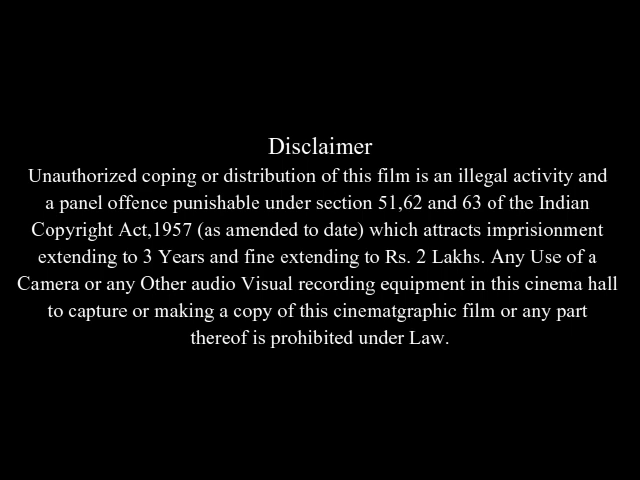 Disclaimer
Unauthorized coping or distribution of this film is an illegal activity and
a panel offence punishable under section 51,62 and 63 of the Indian
Copyright Act,1957 (as amended to date) which attracts imprisionment
extending to 3 Years and fine extending to Rs. 2 Lakhs. Any Use of a
Camera or any Other audio Visual recording equipment in this cinema hall
to capture or making a copy of this cinematgraphic film or any part
thereof is prohibited under Law.